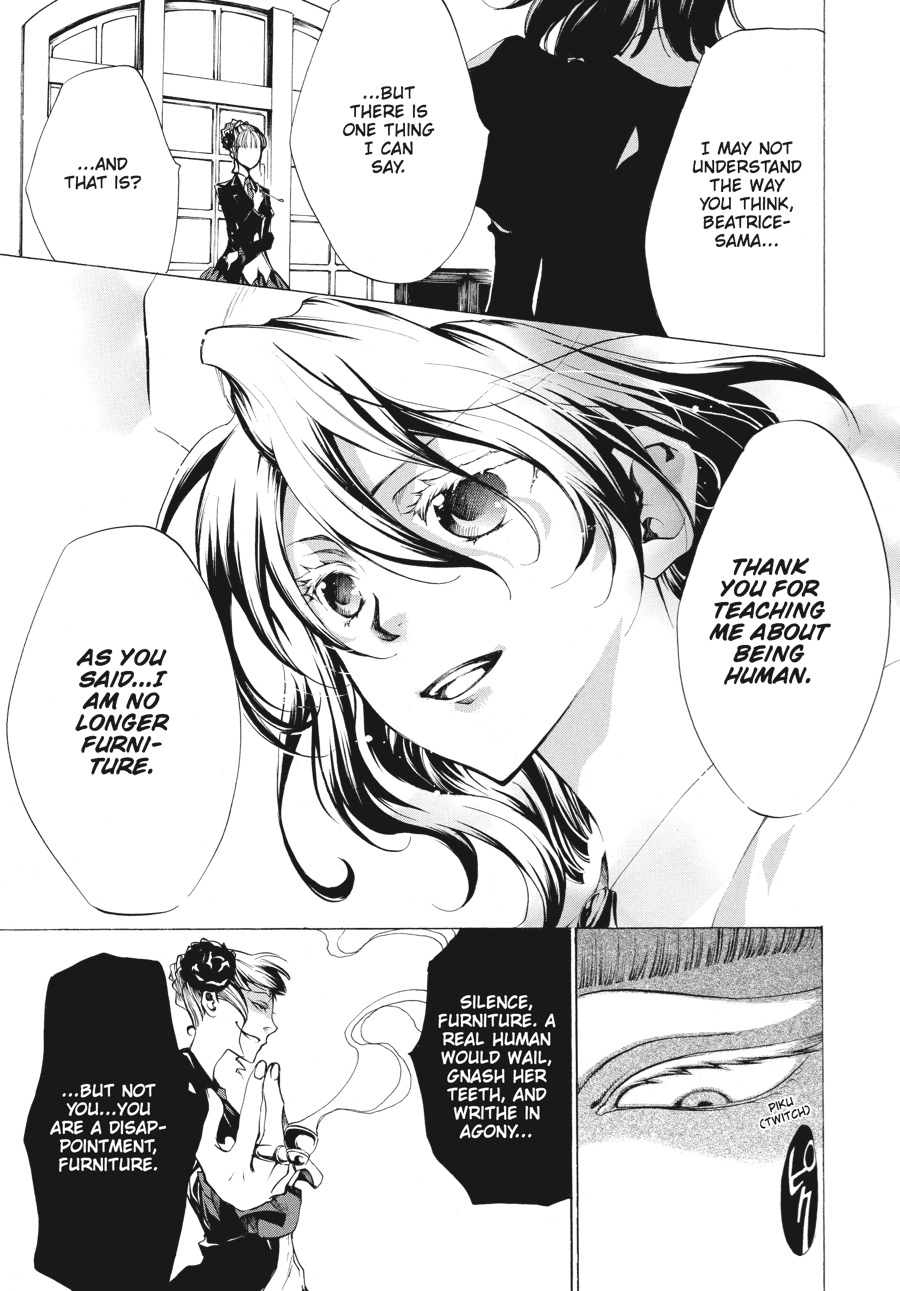 I MAY NOT
UNDERSTAND
THE WAY
YOU THINK,
BEATRICE-
SAMA...
...BUT
THERE IS
ONE THING
I CAN
SAY.
...AND
THAT IS?
THANK
YOU FOR
TEACHING
ME ABOUT
BEING
HUMAN.
AS YOU
SAID...I
AM NO
LONGER
FURNI-
TURE.
PIKU
(TWITCH)
ピク
SILENCE,
FURNITURE. A
REAL HUMAN
WOULD WAIL,
GNASH HER
TEETH, AND
WRITHE IN
AGONY...
...BUT NOT
YOU...YOU
ARE A DISAP-
POINTMENT,
FURNITURE.